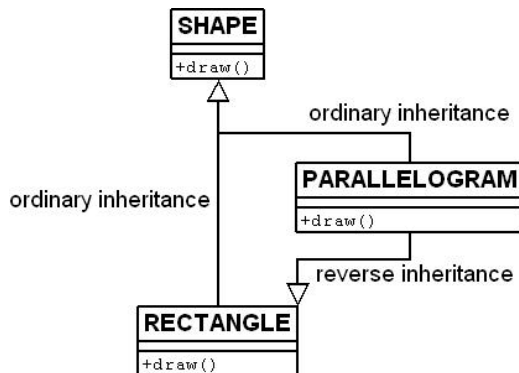 SHAPE
+draw()
ordinary inheritance
PARALLELOGRAM
ordinary inheritance
+draw()
reverse inheritance
RECTANGLE
+draw()